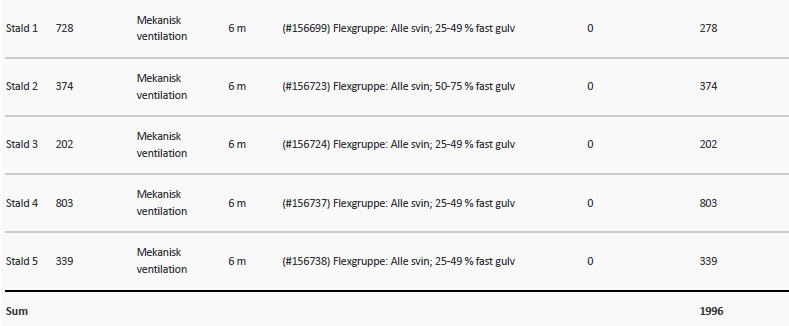 Stald 1 728 Mekanisk ventilation 6 m (#156699) Flexgruppe: Alle svin; 25-49 % fast gulv 0 278
Stald 2 374 Mekanisk ventilation 6 m (#156723) Flexgruppe: Alle svin; 50-75 % fast gulv 0 374
Stald 3 202 Mekanisk ventilation 6 m (#156724) Flexgruppe: Alle svin; 25-49 % fast gulv 0 202
Stald 4 803 Mekanisk ventilation 6 m (#156737) Flexgruppe: Alle svin; 25-49 % fast gulv 0 803
Stald 5 339 Mekanisk ventilation 6 m (#156738) Flexgruppe: Alle svin; 25-49 % fast gulv 0 339
Sum 1996